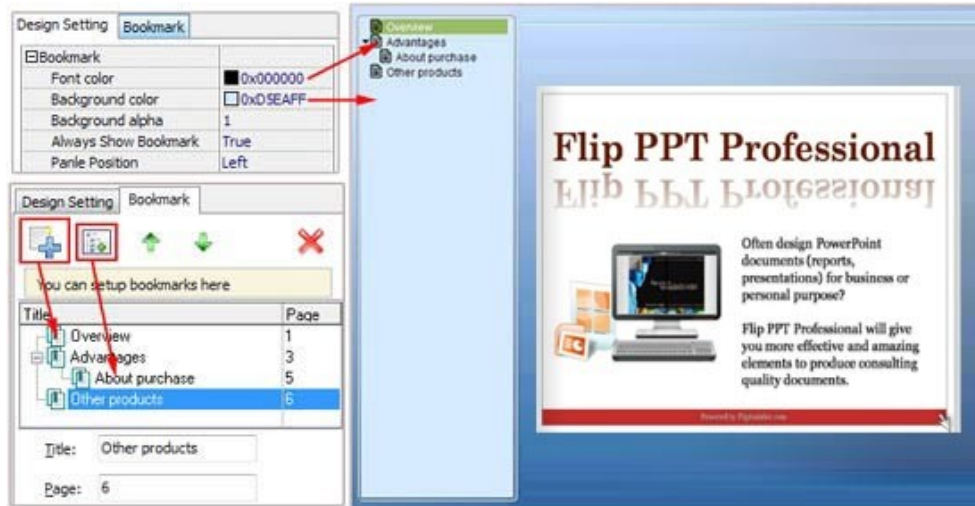 Design Setting Bookmark
Bookmark
Font color 0x000000
Background color 0xD5EAFF
Background alpha 1
Always Show Bookmark True
Panle Position Left
Design Setting Bookmark
You can setup bookmarks here
Title Page
Overview 1
Advantages 3
About purchase 5
Other products 6
Title: Other products
Page: 6
Overview
Advantages
About purchase
Other products
Flip PPT Professional
Flip PPT Professional
Often design PowerPoint
documents (reports,
presentations) for business or
personal purpose?
Flip PPT Professional will give
you more effective and amazing
elements to produce consulting
quality documents.